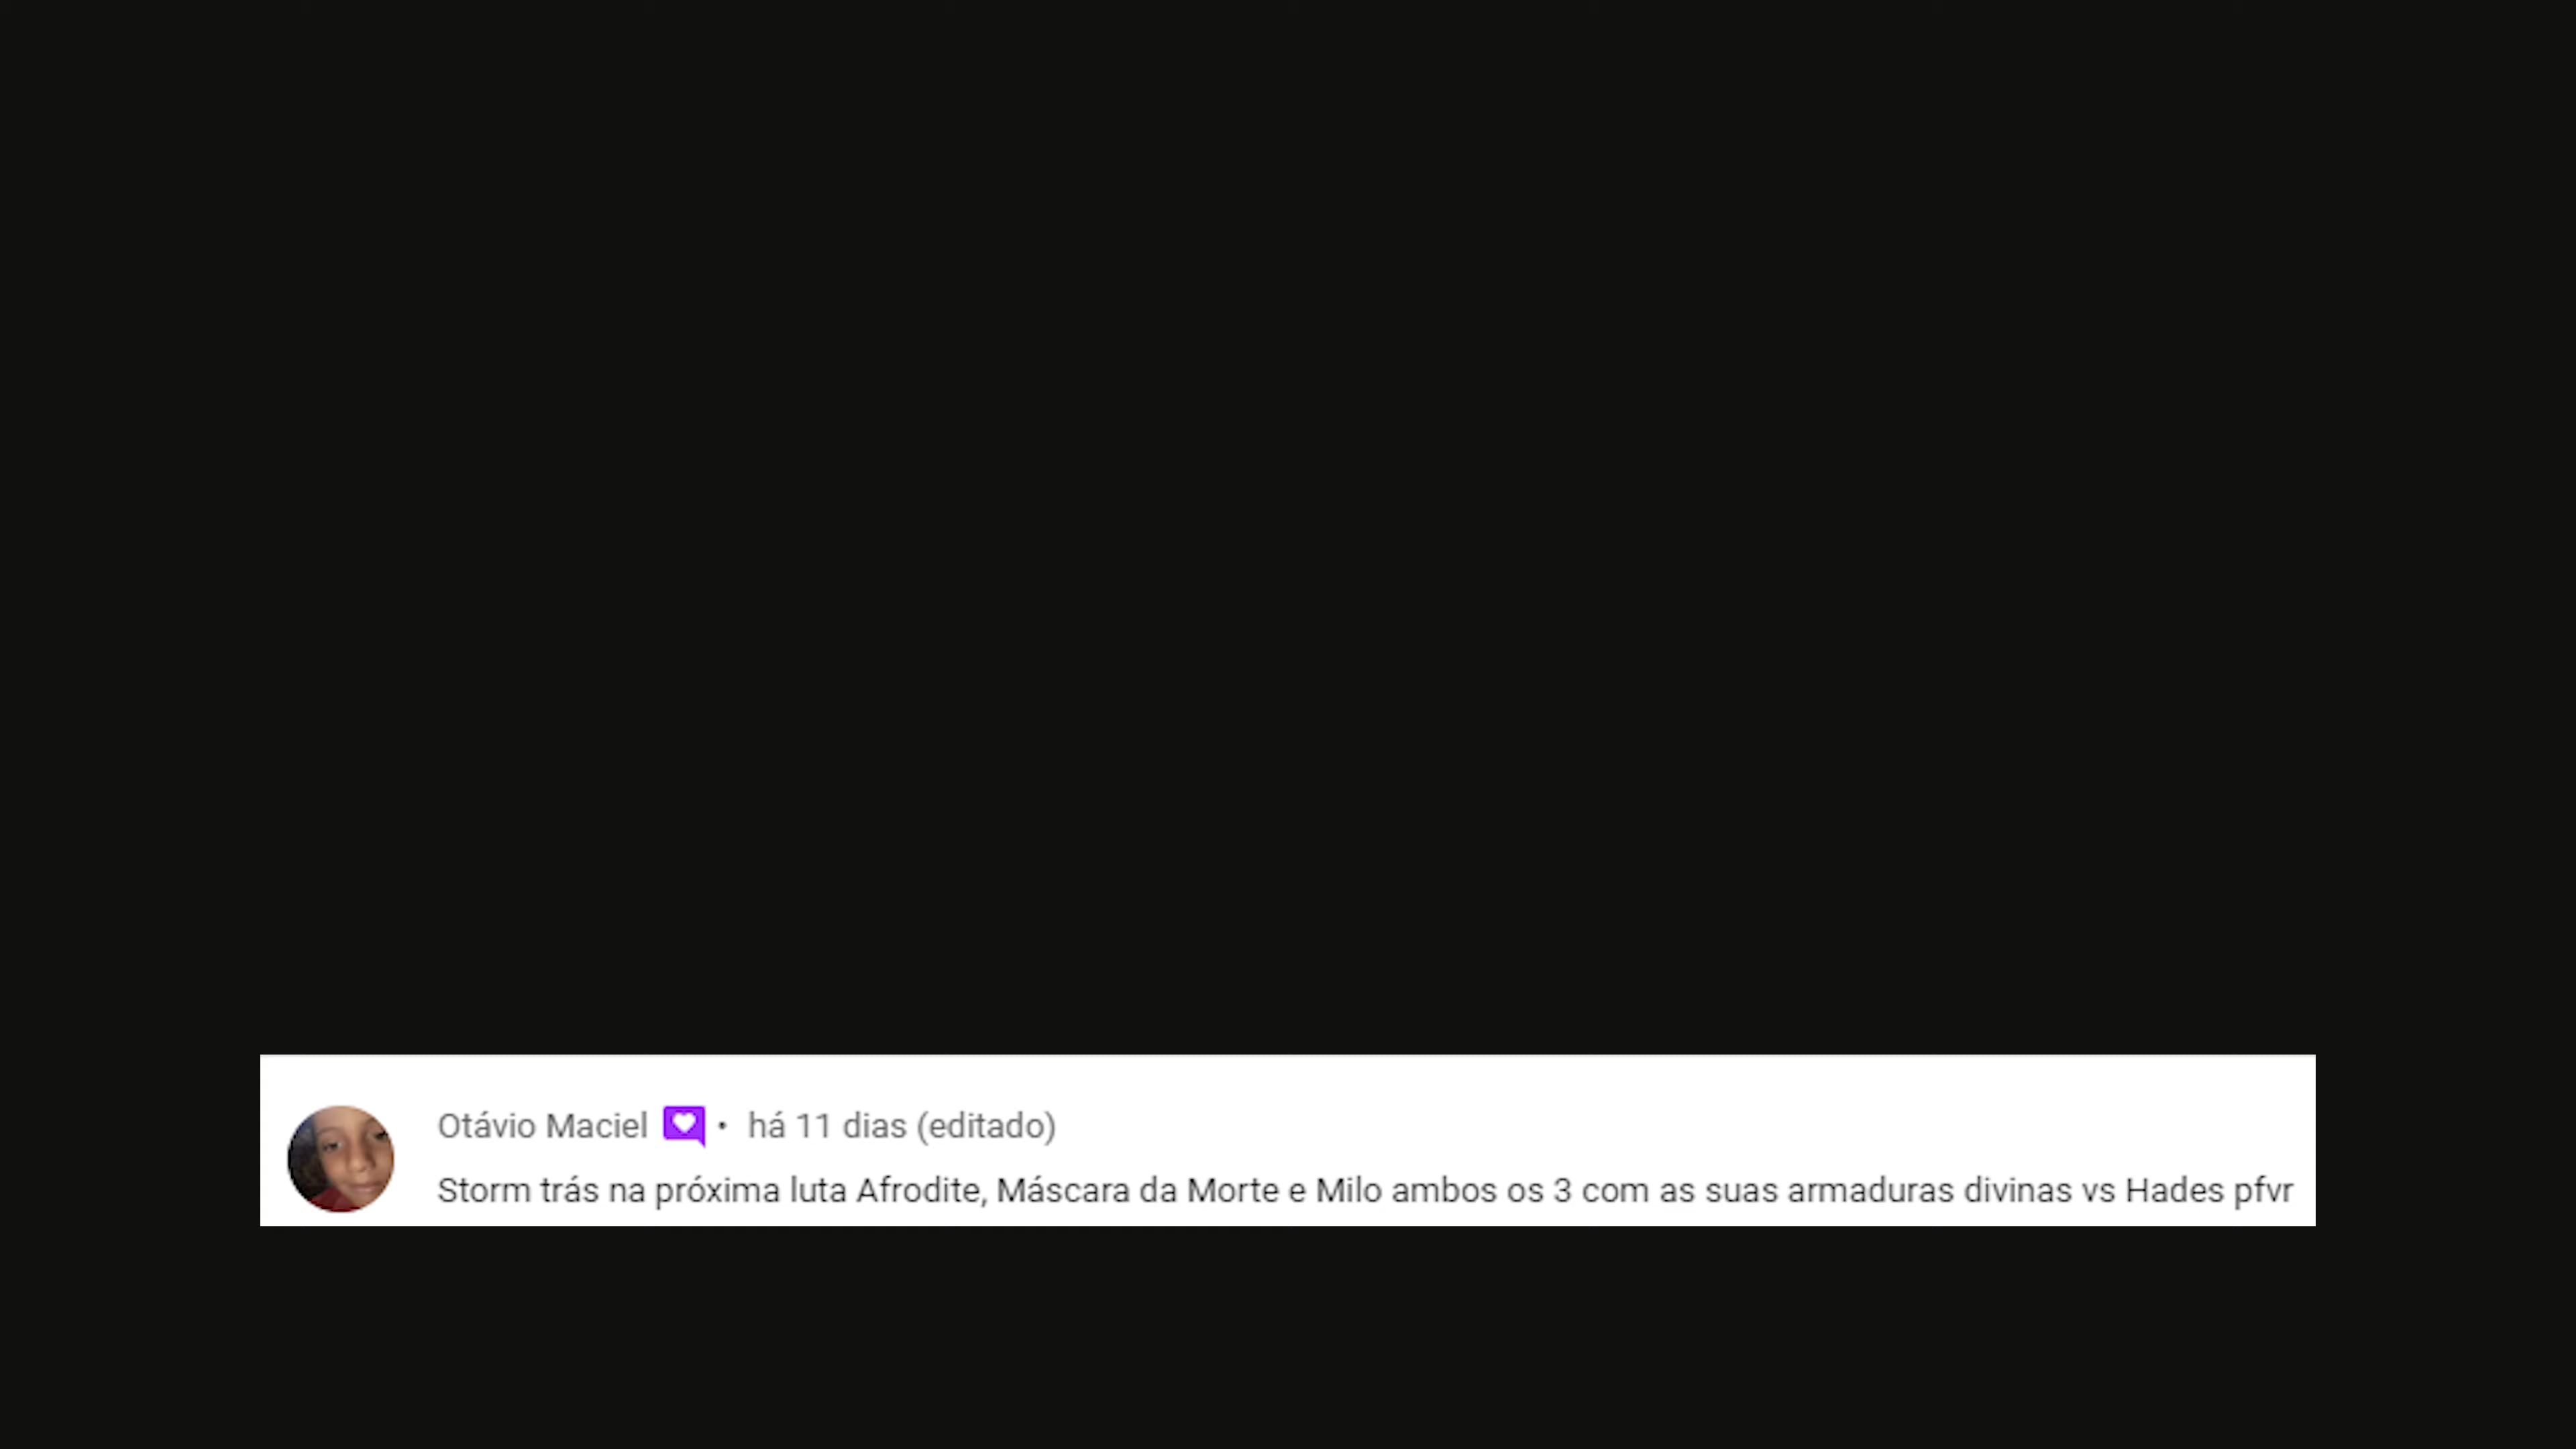 Otávio Maciel • há 11 dias (editado)
Storm trás na próxima luta Afrodite, Máscara da Morte e Milo ambos os 3 com as suas armaduras divinas vs Hades pfvr